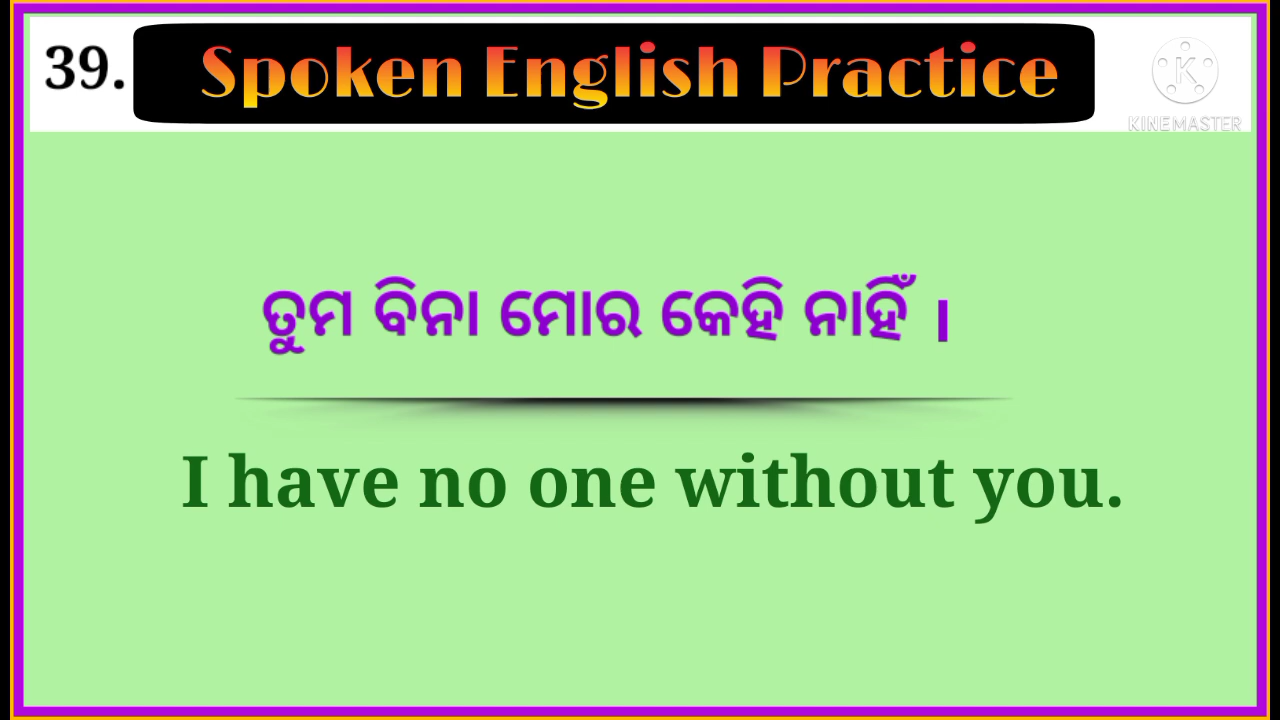 39. Spoken English Practice
K
KINEMASTER
ତୁମ ବିନା ମୋର କେହି ନାହିଁ ।
I have no one without you.